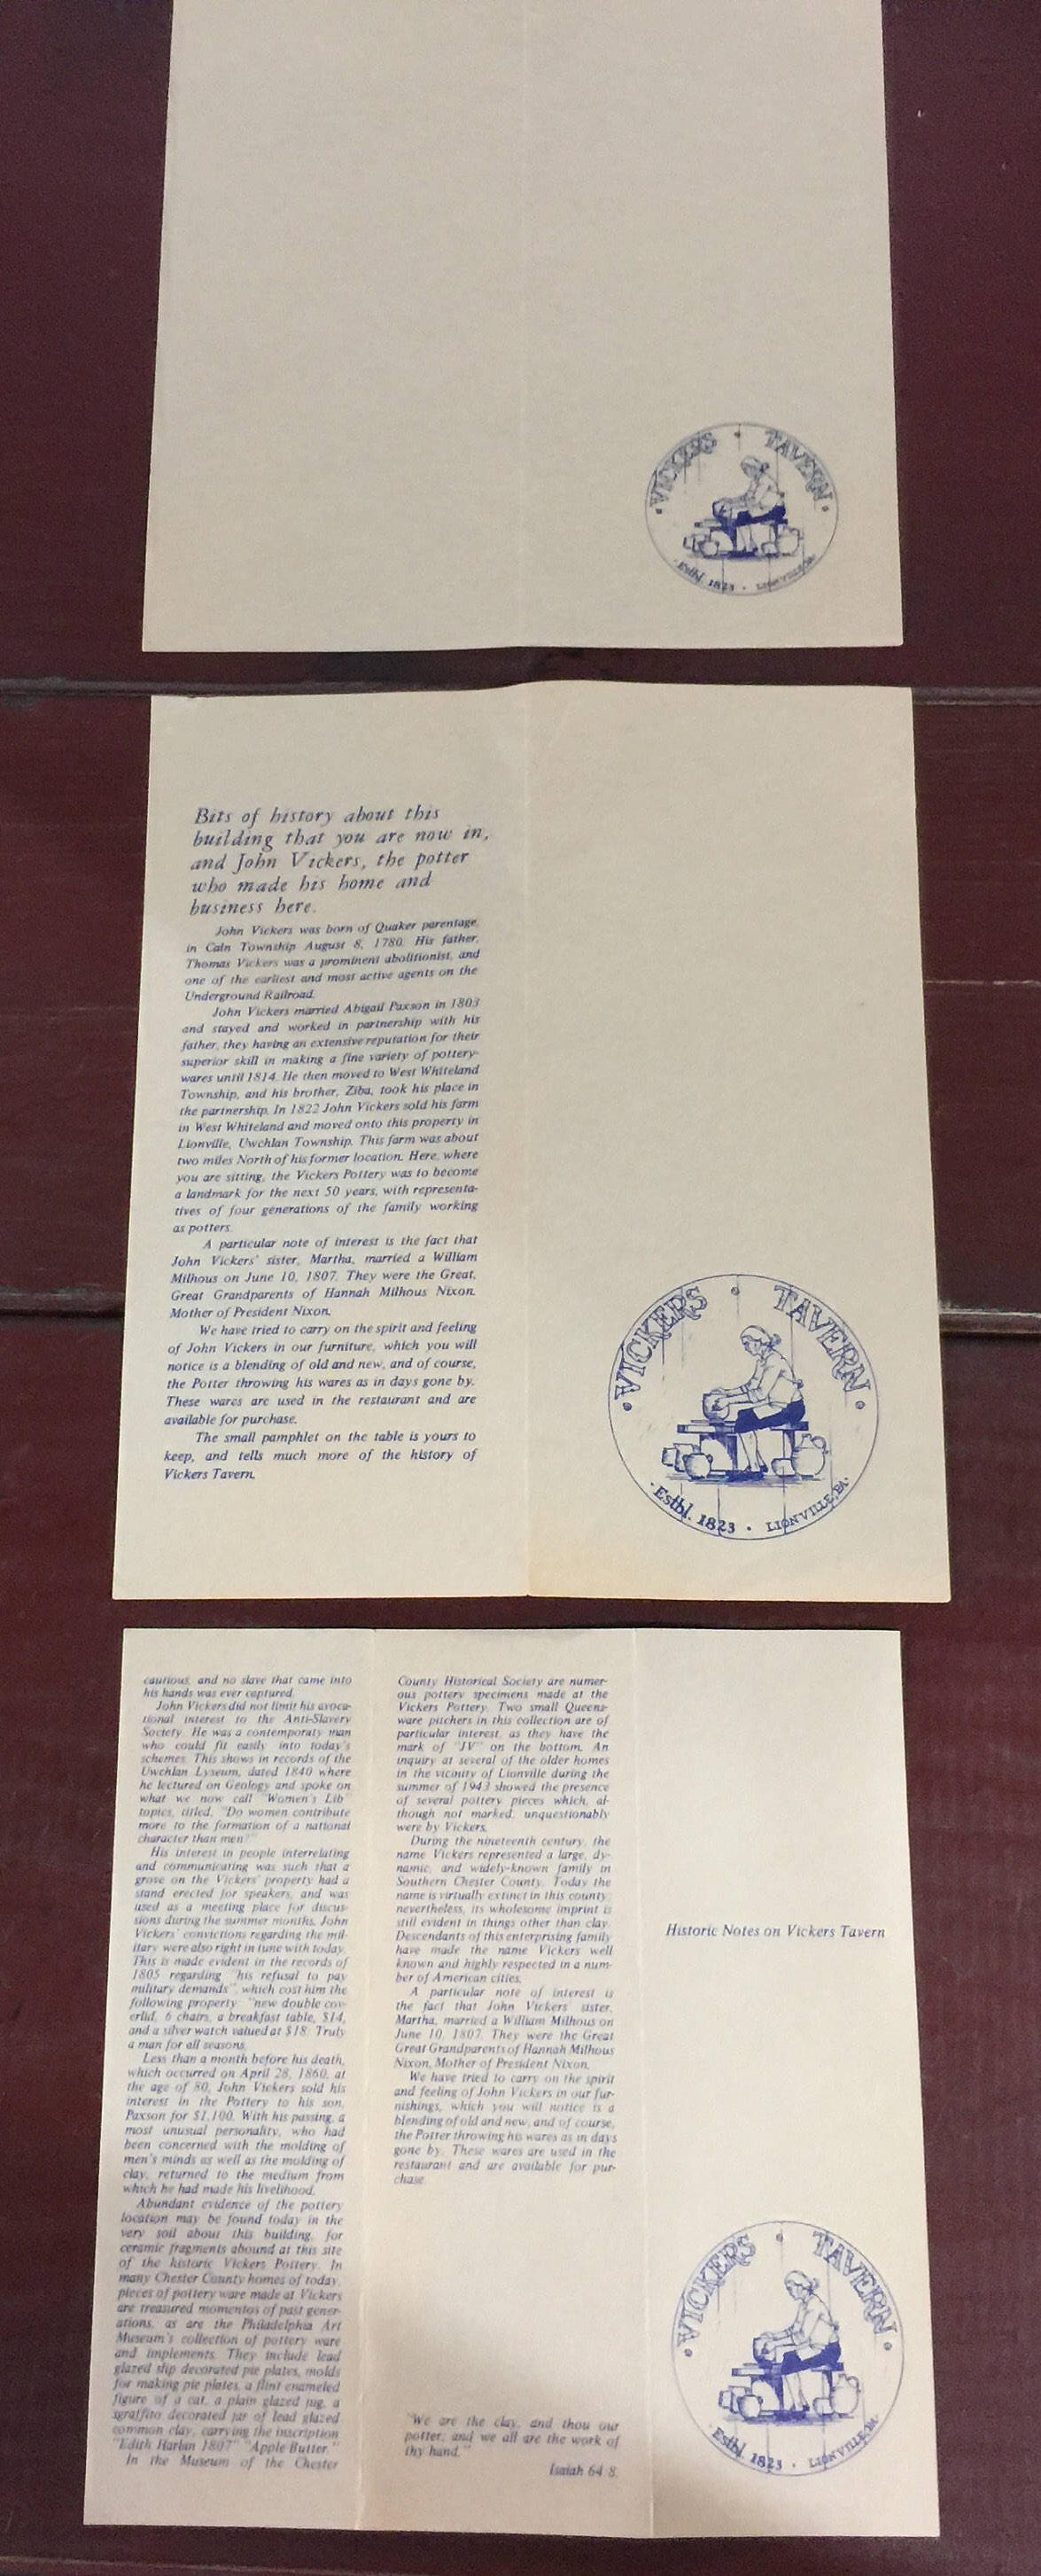 VICKERS • TAVERN
• Estbl. 1823 • LIONVILLE, PA •
Bits of history about this
building that you are now in,
and John Vickers, the potter
who made his home and
business here.
John Vickers was born of Quaker parentage,
in Caln Township August 8, 1780. His father,
Thomas Vickers was a prominent abolitionist, and
one of the earliest and most active agents on the
Underground Railroad.
John Vickers married Abigail Paxson in 1803
and stayed and worked in partnership with his
father, they having an extensive reputation for their
superior skill in making a fine variety of pottery-
wares until 1814. He then moved to West Whiteland
Township, and his brother, Ziba, took his place in
the partnership. In 1822 John Vickers sold his farm
in West Whiteland and moved onto this property in
Lionville, Uwchlan Township. This farm was about
two miles North of his former location. Here, where
you are sitting, the Vickers Pottery was to become
a landmark for the next 50 years, with representa-
tives of four generations of the family working
as potters.
A particular note of interest is the fact that
John Vickers' sister, Martha, married a William
Milhous on June 10, 1807. They were the Great,
Great Grandparents of Hannah Milhous Nixon,
Mother of President Nixon.
We have tried to carry on the spirit and feeling
of John Vickers in our furniture, which you will
notice is a blending of old and new, and of course,
the Potter throwing his wares as in days gone by.
These wares are used in the restaurant and are
available for purchase.
The small pamphlet on the table is yours to
keep, and tells much more of the history of
Vickers Tavern.
VICKERS • TAVERN
• Estbl. 1823 • LIONVILLE, PA •
cautious, and no slave that came into
his hands was ever captured.
John Vickers did not limit his avoca-
tional interest to the Anti-Slavery
Society. He was a contemporary man
who could fit easily into today's
schemes. This shows in records of the
Uwchlan Lyseum, dated 1840 where
he lectured on Geology and spoke on
what we now call "Women's Lib"
topics, titled, "Do women contribute
more to the formation of a national
character than men?"
His interest in people interrelating
and communicating was such that a
grove on the Vickers' property had a
stand erected for speakers, and was
used as a meeting place for discus-
sions during the summer months. John
Vickers' convictions regarding the mil-
itary were also right in tune with today.
This is made evident in the records of
1805 regarding "his refusal to pay
military demands", which cost him the
following property: "new double cov-
erlid, 6 chairs, a breakfast table, $14,
and a silver watch valued at $18. Truly
a man for all seasons.
Less than a month before his death,
which occurred on April 28, 1860, at
the age of 80, John Vickers sold his
interest in the Pottery to his son,
Paxson for $1,100. With his passing, a
most unusual personality, who had
been concerned with the molding of
men's minds as well as the molding of
clay, returned to the medium from
which he had made his livelihood.
Abundant evidence of the pottery
location may be found today in the
very soil about this building, for
ceramic fragments abound at this site
of the historic Vickers Pottery. In
many Chester County homes of today,
pieces of pottery ware made at Vickers
are treasured momentos of past gener-
ations, as are the Philadelphia Art
Museum's collection of pottery ware
and implements. They include lead
glazed slip decorated pie plates, molds
for making pie plates, a flint enameled
figure of a cat, a plain glazed jug, a
sgraffito decorated jar of lead glazed
common clay, carrying the inscription
"Edith Harlan 1807" "Apple Butter."
In the Museum of the Chester
County Historical Society are numer-
ous pottery specimens made at the
Vickers Pottery. Two small Queens-
ware pitchers in this collection are of
particular interest, as they have the
mark of "JV" on the bottom. An
inquiry at several of the older homes
in the vicinity of Lionville during the
summer of 1943 showed the presence
of several pottery pieces which, al-
though not marked, unquestionably
were by Vickers.
During the nineteenth century, the
name Vickers represented a large, dy-
namic, and widely-known family in
Southern Chester County. Today the
name is virtually extinct in this county;
nevertheless, its wholesome imprint is
still evident in things other than clay.
Descendants of this enterprising family
have made the name Vickers well
known and highly respected in a num-
ber of American cities.
A particular note of interest is
the fact that John Vickers' sister,
Martha, married a William Milhous on
June 10, 1807. They were the Great
Great Grandparents of Hannah Milhous
Nixon, Mother of President Nixon.
We have tried to carry on the spirit
and feeling of John Vickers in our fur-
nishings, which you will notice is a
blending of old and new, and of course,
the Potter throwing his wares as in days
gone by. These wares are used in the
restaurant and are available for pur-
chase.
"We are the clay, and thou our
potter, and we all are the work of
thy hand."
Isaiah 64 8.
Historic Notes on Vickers Tavern
VICKERS • TAVERN
• Estbl. 1823 • LIONVILLE, PA •